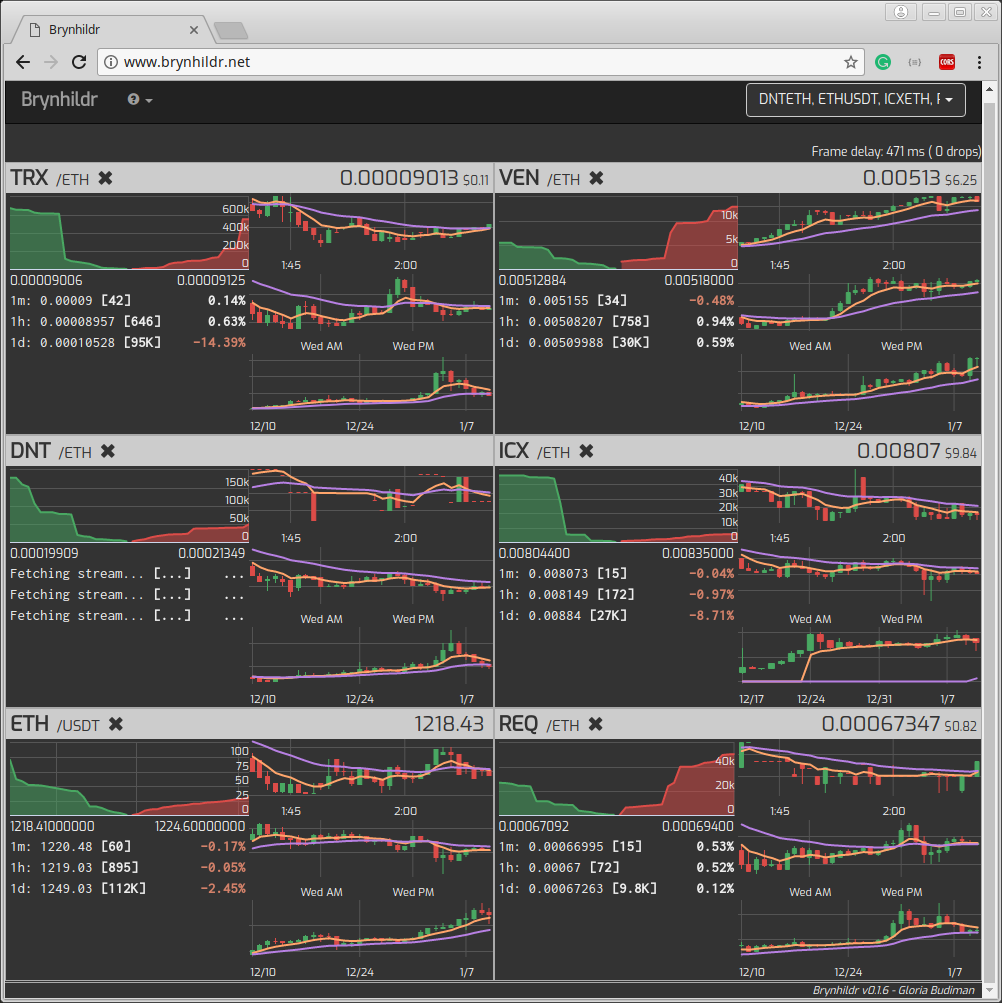 Brynhildr
www.brynhildr.net
CORS
Brynhildr
DNTETH, ETHUSDT, ICXETH,
Frame delay: 471 ms ( 0 drops)
TRX /ETH 0.00009013 $0.11
600k
400k
200k
0
1:45 2:00
0.00009006 0.00009125
1m: 0.00009 [42] 0.14%
1h: 0.00008957 [646] 0.63%
1d: 0.00010528 [95K] -14.39%
Wed AM Wed PM
12/10 12/24 1/7
VEN /ETH 0.00513 $6.25
10k
5k
0
1:45 2:00
0.00512884 0.00518000
1m: 0.005155 [34] -0.48%
1h: 0.00508207 [758] 0.94%
1d: 0.00509988 [30K] 0.59%
Wed AM Wed PM
12/10 12/24 1/7
DNT /ETH
150k
100k
50k
0
1:45 2:00
0.00019909 0.00021349
Fetching stream... [...] ...
Fetching stream... [...] ...
Fetching stream... [...] ...
Wed AM Wed PM
12/10 12/24 1/7
ICX /ETH 0.00807 $9.84
40k
30k
20k
10k
0
1:45 2:00
0.00804400 0.00835000
1m: 0.008073 [15] -0.04%
1h: 0.008149 [172] -0.97%
1d: 0.00884 [27K] -8.71%
Wed AM Wed PM
12/17 12/24 12/31 1/7
ETH /USDT 1218.43
100
75
50
25
0
1:45 2:00
1218.41000000 1224.60000000
1m: 1220.48 [60] -0.17%
1h: 1219.03 [895] -0.05%
1d: 1249.03 [112K] -2.45%
Wed AM Wed PM
12/10 12/24 1/7
REQ /ETH 0.00067347 $0.82
40k
20k
0
1:45 2:00
0.00067092 0.00069400
1m: 0.00066995 [15] 0.53%
1h: 0.00067 [72] 0.52%
1d: 0.00067263 [9.8K] 0.12%
Wed AM Wed PM
12/10 12/24 1/7
Brynhildr v0.1.6 - Gloria Budiman